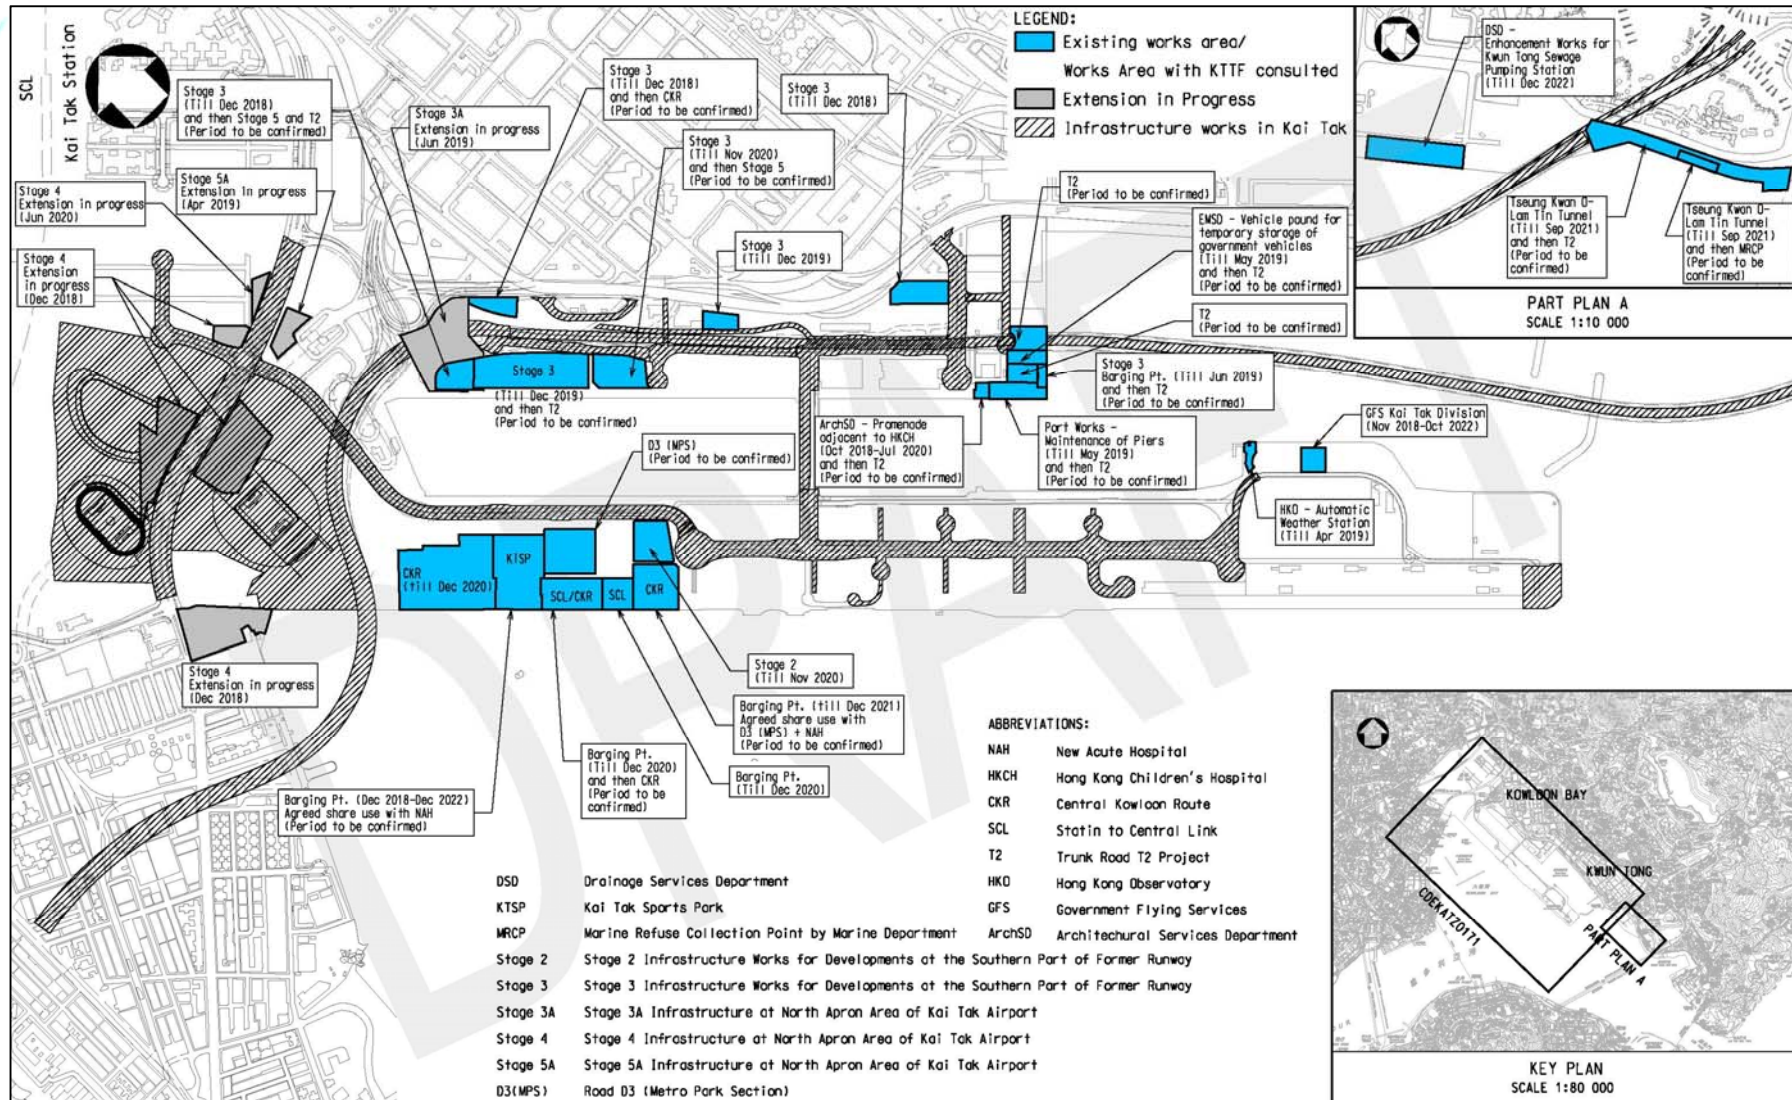 SCL
Kai Tak Station
Stage 3
(Till Dec 2018)
and then Stage 5 and T2
(Period to be confirmed)
Stage 3A
Extension in progress
(Jun 2019)
Stage 3
(Till Dec 2018)
and then CKR
(Period to be confirmed)
Stage 3
(Till Nov 2020)
and then Stage 5
(Period to be confirmed)
Stage 3
(Till Dec 2018)
Stage 3
(Till Dec 2019)
Stage 4
Extension in progress
(Jun 2020)
Stage 5A
Extension in progress
(Apr 2019)
Stage 4
Extension
in progress
(Dec 2018)
LEGEND:
Existing works area/
Works Area with KTTF consulted
Extension in Progress
Infrastructure works in Kai Tak
T2
(Period to be confirmed)
EMSD - Vehicle pound for
temporary storage of
government vehicles
(Till May 2019)
and then T2
(Period to be confirmed)
T2
(Period to be confirmed)
Stage 3
Barging Pt. (Till Jun 2019)
and then T2
(Period to be confirmed)
DSD -
Enhancement Works for
Kwun Tong Sewage
Pumping Station
(Till Dec 2022)
Tseung Kwan O-
Lam Tin Tunnel
(Till Sep 2021)
and then T2
(Period to be
confirmed)
Tseung Kwan O-
Lam Tin Tunnel
(Till Sep 2021)
and then MRCP
(Period to be
confirmed)
PART PLAN A
SCALE 1:10 000
Stage 3
(Till Dec 2019)
and then T2
(Period to be confirmed)
D3 (MPS)
(Period to be confirmed)
ArchSD - Promenade
adjacent to HKCH
(Oct 2018-Jul 2020)
and then T2
(Period to be confirmed)
Port Works -
Maintenance of Piers
(Till May 2019)
and then T2
(Period to be confirmed)
GFS Kai Tak Division
(Nov 2018-Oct 2022)
HKO - Automatic
Weather Station
(Till Apr 2019)
CKR
(till Dec 2020)
KTSP
SCL/CKR
SCL
CKR
DRAFT
Stage 4
Extension in progress
(Dec 2018)
Stage 2
(Till Nov 2020)
Barging Pt. (till Dec 2021)
Agreed share use with
D3 (MPS) + NAH
(Period to be confirmed)
Barging Pt.
(Till Dec 2020)
and then CKR
(Period to be
confirmed)
Barging Pt.
(Till Dec 2020)
Barging Pt. (Dec 2018-Dec 2022)
Agreed share use with NAH
(Period to be confirmed)
ABBREVIATIONS:
NAH New Acute Hospital
HKCH Hong Kong Children's Hospital
CKR Central Kowloon Route
SCL Statin to Central Link
T2 Trunk Road T2 Project
HKO Hong Kong Observatory
GFS Government Flying Services
ArchSD Architechural Services Department
DSD Drainage Services Department
KTSP Kai Tak Sports Park
MRCP Marine Refuse Collection Point by Marine Department
Stage 2 Stage 2 Infrastructure Works for Developments at the Southern Part of Former Runway
Stage 3 Stage 3 Infrastructure Works for Developments at the Southern Part of Former Runway
Stage 3A Stage 3A Infrastructure at North Apron Area of Kai Tak Airport
Stage 4 Stage 4 Infrastructure at North Apron Area of Kai Tak Airport
Stage 5A Stage 5A Infrastructure at North Apron Area of Kai Tak Airport
D3(MPS) Road D3 (Metro Park Section)
KOWLOON BAY
KWUN TONG
CDEKATZ0171
PART PLAN A
KEY PLAN
SCALE 1:80 000